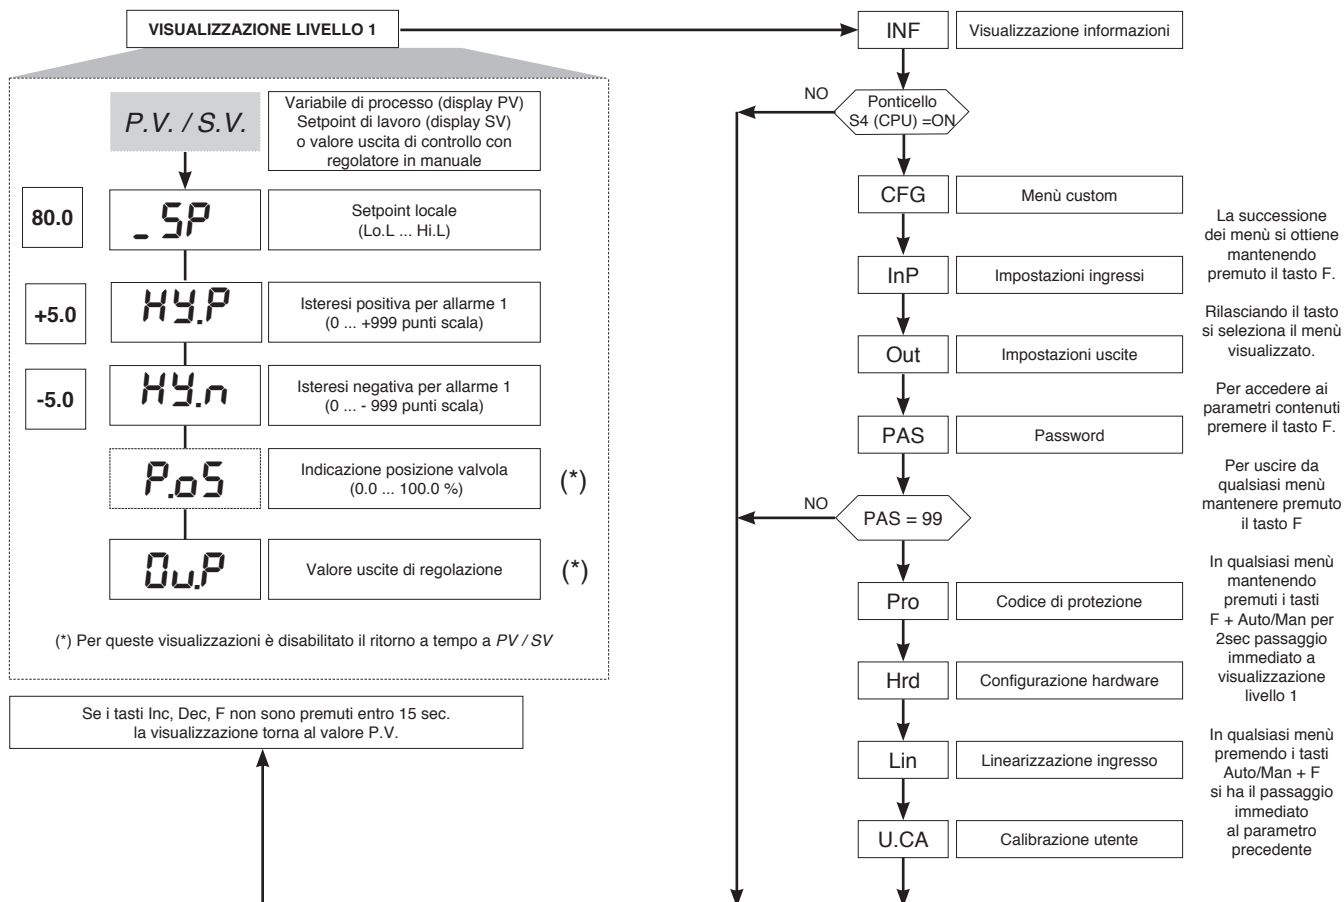 VISUALIZZAZIONE LIVELLO 1
P.V. / S.V.
Variabile di processo (display PV)
Setpoint di lavoro (display SV)
o valore uscita di controllo con
regolatore in manuale
80.0
_SP
Setpoint locale
(Lo.L ... Hi.L)
+5.0
HY.P
Isteresi positiva per allarme 1
(0 ... +999 punti scala)
-5.0
HY.n
Isteresi negativa per allarme 1
(0 ... - 999 punti scala)
P.oS
Indicazione posizione valvola
(0.0 ... 100.0 %)
(*)
Ou.P
Valore uscite di regolazione
(*)
(*) Per queste visualizzazioni è disabilitato il ritorno a tempo a PV / SV
Se i tasti Inc, Dec, F non sono premuti entro 15 sec.
la visualizzazione torna al valore P.V.
INF
Visualizzazione informazioni
NO
Ponticello
S4 (CPU) =ON
CFG
Menù custom
InP
Impostazioni ingressi
Out
Impostazioni uscite
PAS
Password
NO
PAS = 99
Pro
Codice di protezione
Hrd
Configurazione hardware
Lin
Linearizzazione ingresso
U.CA
Calibrazione utente
La successione
dei menù si ottiene
mantenendo
premuto il tasto F.
Rilasciando il tasto
si seleziona il menù
visualizzato.
Per accedere ai
parametri contenuti
premere il tasto F.
Per uscire da
qualsiasi menù
mantenere premuto
il tasto F
In qualsiasi menù
mantenendo
premuti i tasti
F + Auto/Man per
2sec passaggio
immediato a
visualizzazione
livello 1
In qualsiasi menù
premendo i tasti
Auto/Man + F
si ha il passaggio
immediato
al parametro
precedente